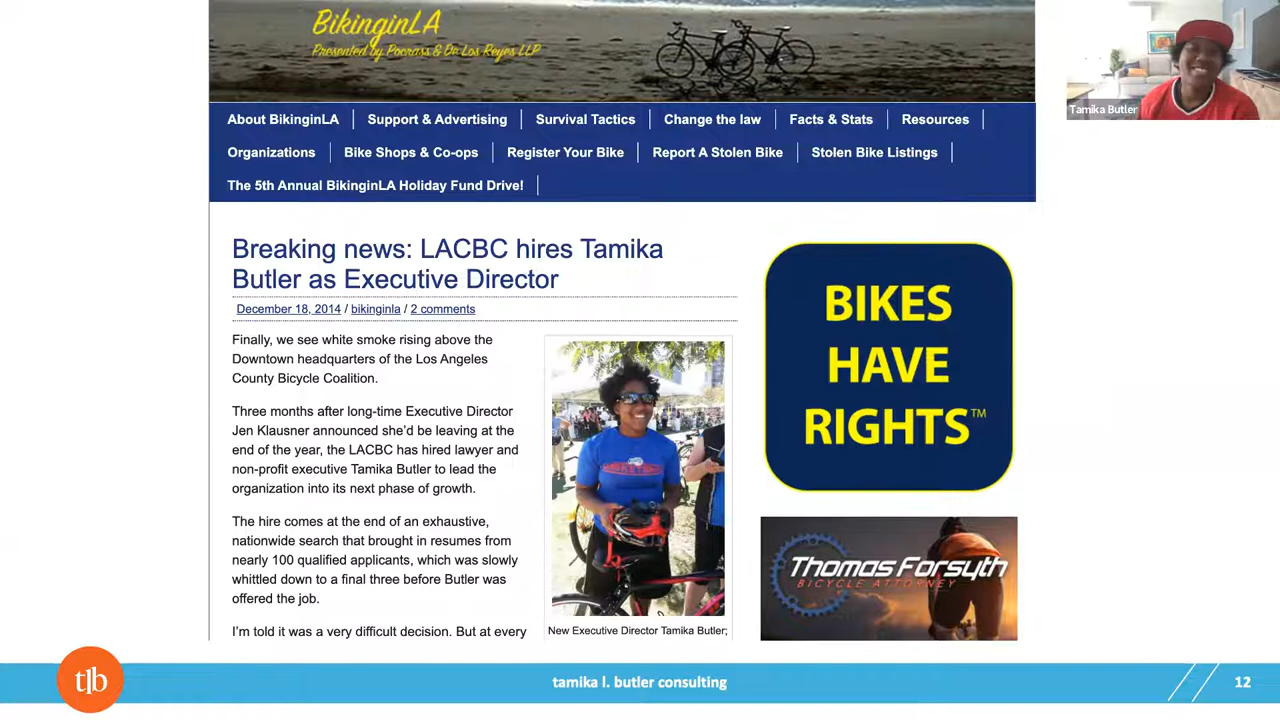 BikinginLA
Presented by Pocrass & De Los Reyes LLP
Tamika Butler
About BikinginLA
Support & Advertising
Survival Tactics
Change the law
Facts & Stats
Resources
Organizations
Bike Shops & Co-ops
Register Your Bike
Report A Stolen Bike
Stolen Bike Listings
The 5th Annual BikinginLA Holiday Fund Drive!
Breaking news: LACBC hires Tamika
Butler as Executive Director
December 18, 2014 / bikinginla / 2 comments
Finally, we see white smoke rising above the
Downtown headquarters of the Los Angeles
County Bicycle Coalition.
Three months after long-time Executive Director
Jen Klausner announced she'd be leaving at the
end of the year, the LACBC has hired lawyer and
non-profit executive Tamika Butler to lead the
organization into its next phase of growth.
The hire comes at the end of an exhaustive,
nationwide search that brought in resumes from
nearly 100 qualified applicants, which was slowly
whittled down to a final three before Butler was
offered the job.
I'm told it was a very difficult decision. But at every
New Executive Director Tamika Butler;
BIKES
HAVE
RIGHTS™
Thomas Forsyth
BICYCLE ATTORNEY
tlb
tamika l. butler consulting
12